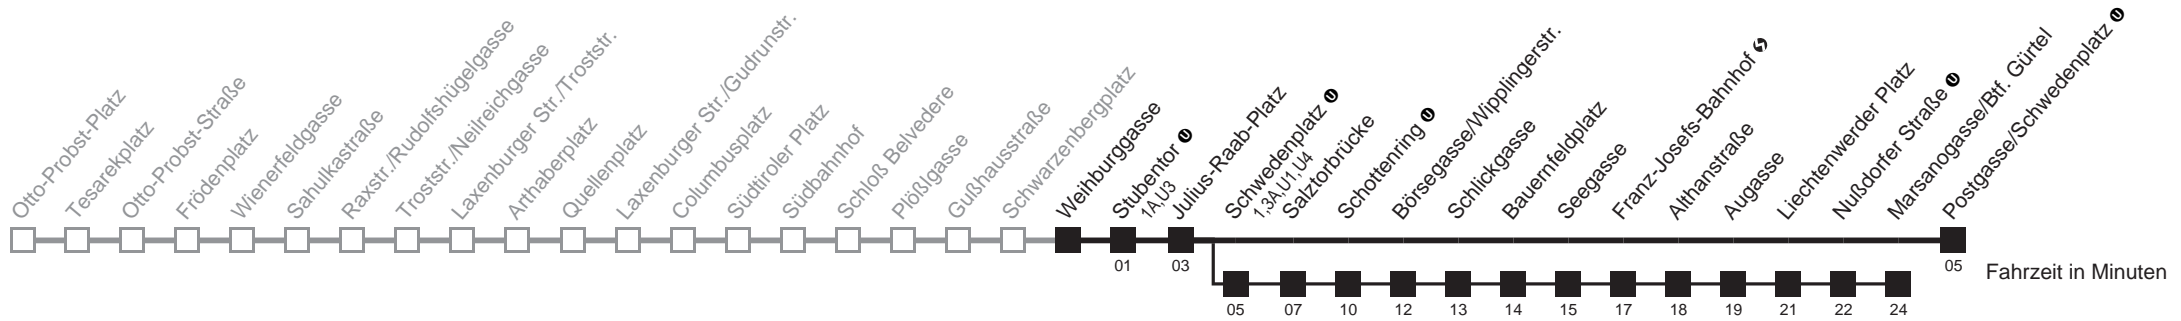 Otto-Probst-Platz
Tesarekplatz
Otto-Probst-Straße
Frödenplatz
Wienerfeldgasse
Sahulkastraße
Raxstr./Rudolfshügelgasse
Troststr./Neilreichgasse
Laxenburger Str./Troststr.
Arthaberplatz
Quellenplatz
Laxenburger Str./Gudrunstr.
Columbusplatz
Südtiroler Platz
Südbahnhof
Schloß Belvedere
Plößlgasse
Gußhausstraße
Schwarzenbergplatz
Weihburggasse
Stubentor U
1A,U3
Julius-Raab-Platz
Schwedenplatz U
1,3A,U1,U4
Salztorbrücke
Schottenring U
Börsegasse/Wipplingerstr.
Schlickgasse
Bauernfeldplatz
Seegasse
Franz-Josefs-Bahnhof S
Althanstraße
Augasse
Liechtenwerder Platz
Nußdorfer Straße U
Marsanogasse/Btf. Gürtel
Postgasse/Schwedenplatz U
01 03 05
Fahrzeit in Minuten
05 07 10 12 13 14 15 17 18 19 21 22 24